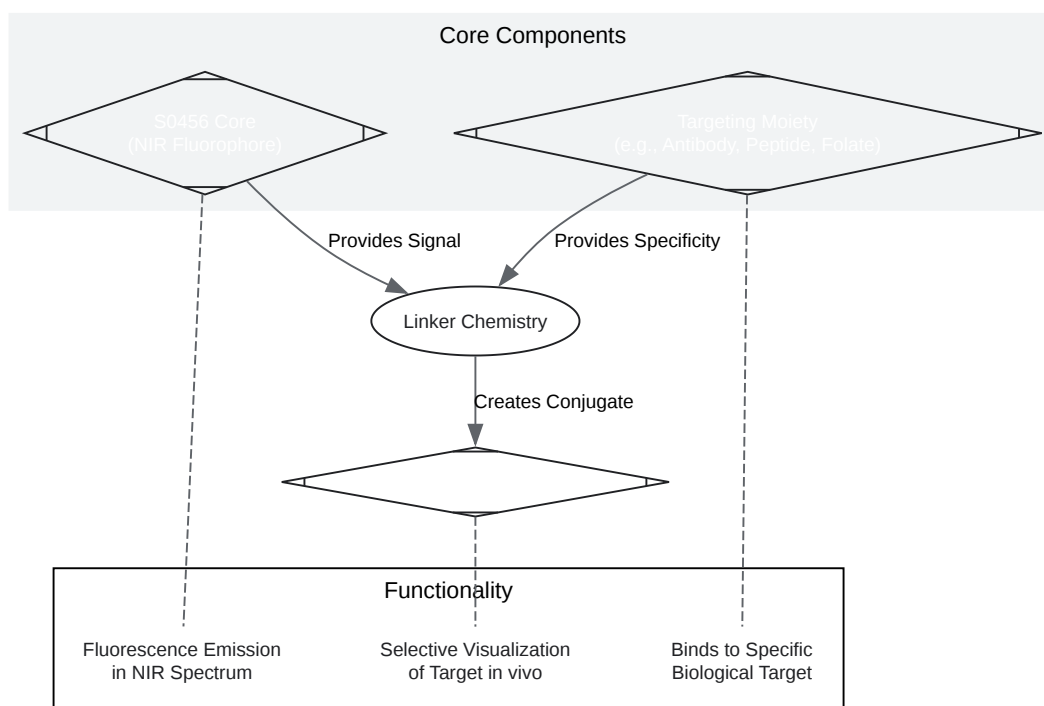 Core Components
S0456 Core
(NIR Fluorophore)
Targeting Moiety
(e.g., Antibody, Peptide, Folate)
Provides Signal
Provides Specificity
Linker Chemistry
Creates Conjugate
Functionality
Fluorescence Emission
in NIR Spectrum
Selective Visualization
of Target in vivo
Binds to Specific
Biological Target